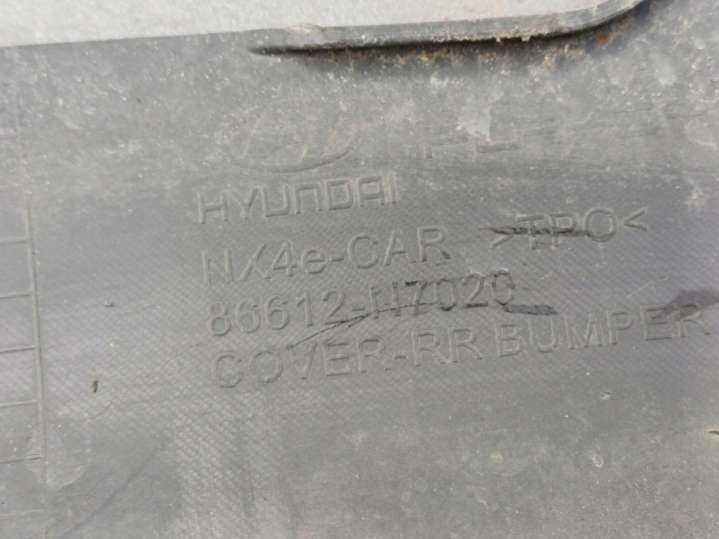 HYUNDAI
NX4e-CAR >TPO<
86612-N7020
COVER-RR BUMPER